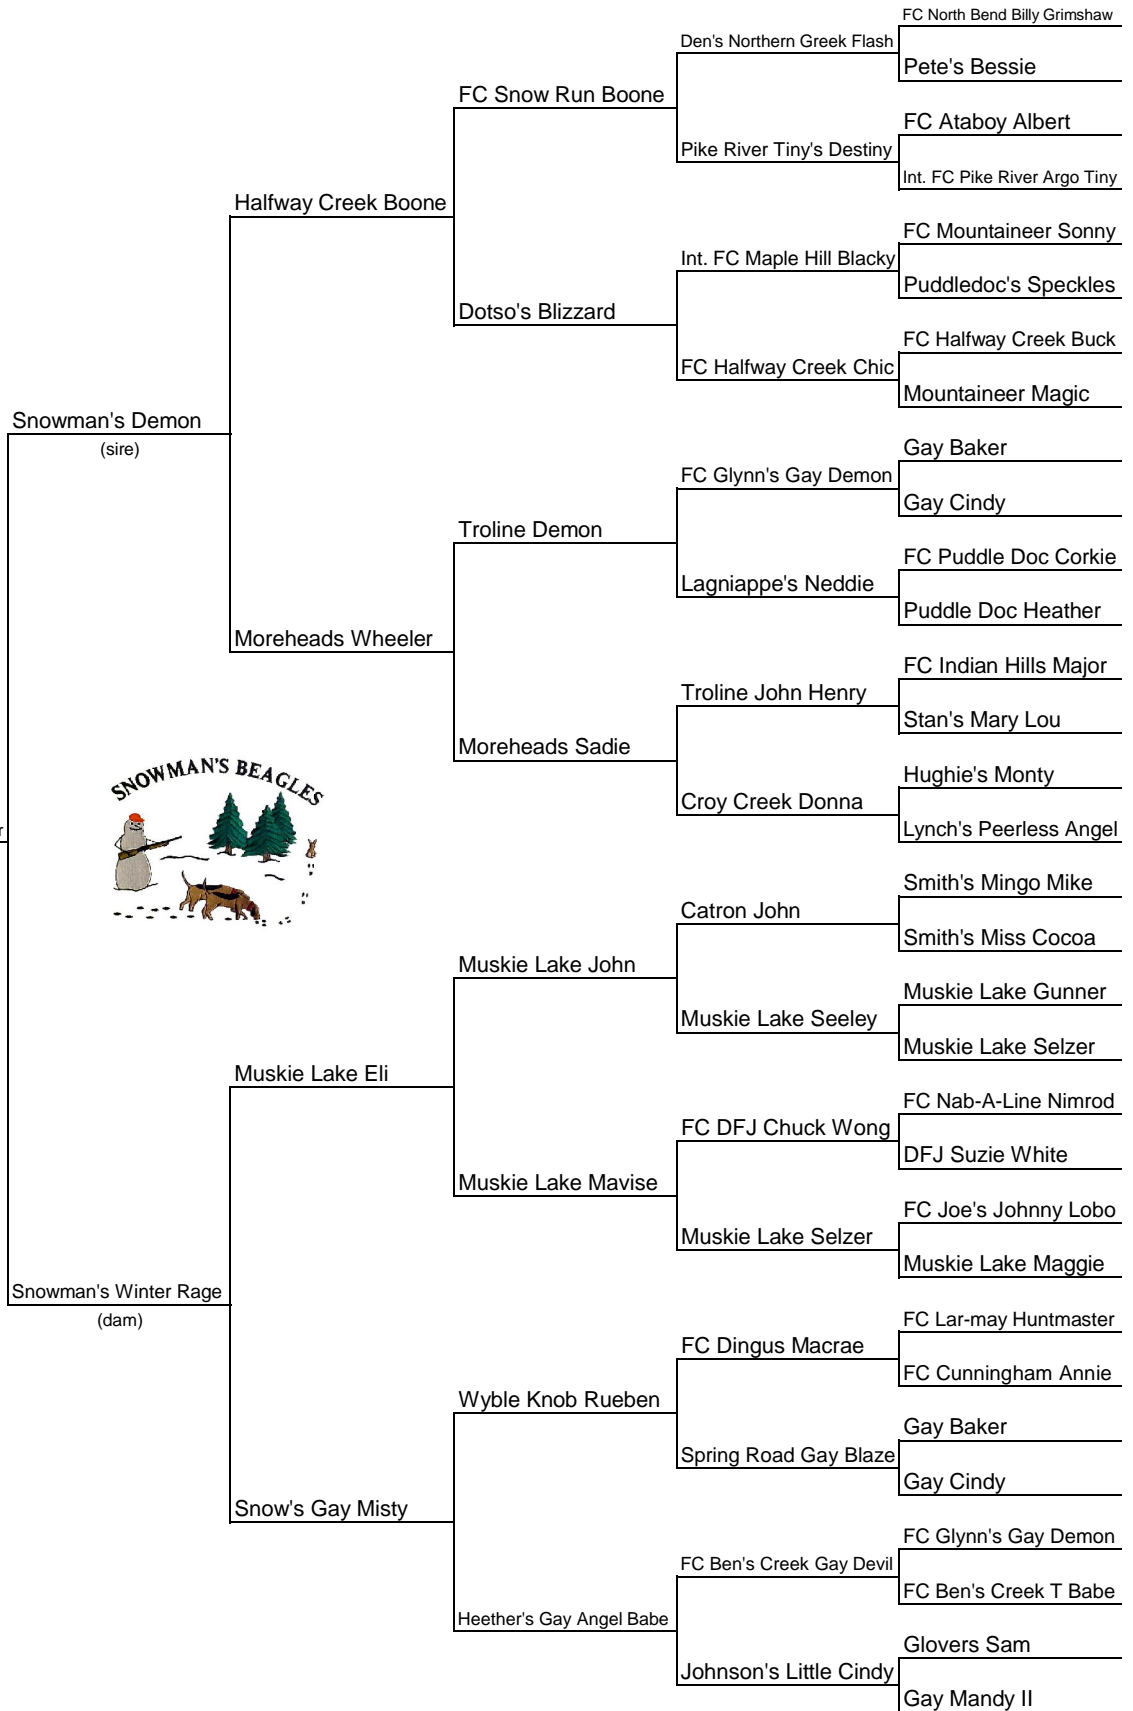 FC North Bend Billy Grimshaw
Den's Northern Greek Flash
Pete's Bessie
FC Snow Run Boone
FC Ataboy Albert
Pike River Tiny's Destiny
Int. FC Pike River Argo Tiny
Halfway Creek Boone
FC Mountaineer Sonny
Int. FC Maple Hill Blacky
Puddledoc's Speckles
Dotso's Blizzard
FC Halfway Creek Buck
FC Halfway Creek Chic
Mountaineer Magic
Snowman's Demon
(sire)
Gay Baker
FC Glynn's Gay Demon
Gay Cindy
Troline Demon
FC Puddle Doc Corkie
Lagniappe's Neddie
Puddle Doc Heather
Moreheads Wheeler
FC Indian Hills Major
Troline John Henry
Stan's Mary Lou
Moreheads Sadie
Hughie's Monty
Croy Creek Donna
Lynch's Peerless Angel
SNOWMAN'S BEAGLES
Smith's Mingo Mike
Catron John
Smith's Miss Cocoa
Muskie Lake John
Muskie Lake Gunner
Muskie Lake Seeley
Muskie Lake Selzer
Muskie Lake Eli
FC Nab-A-Line Nimrod
FC DFJ Chuck Wong
DFJ Suzie White
Muskie Lake Mavise
FC Joe's Johnny Lobo
Muskie Lake Selzer
Muskie Lake Maggie
Snowman's Winter Rage
(dam)
FC Lar-may Huntmaster
FC Dingus Macrae
FC Cunningham Annie
Wyble Knob Rueben
Gay Baker
Spring Road Gay Blaze
Gay Cindy
Snow's Gay Misty
FC Glynn's Gay Demon
FC Ben's Creek Gay Devil
FC Ben's Creek T Babe
Heether's Gay Angel Babe
Glovers Sam
Johnson's Little Cindy
Gay Mandy II